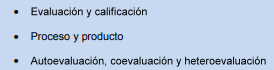 • Evaluación y calificación
• Proceso y producto
• Autoevaluación, coevaluación y heteroevaluación